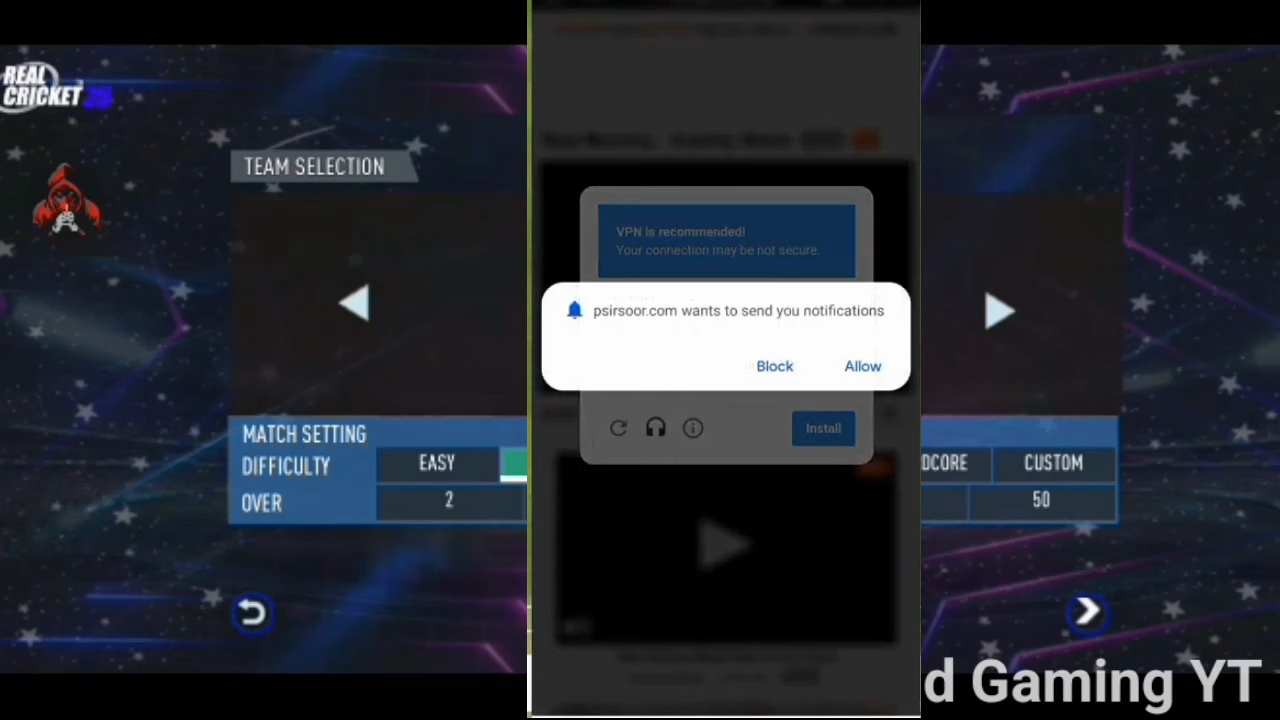 REAL
CRICKET
TEAM SELECTION
VPN is recommended!
Your connection may be not secure.
psirsoor.com wants to send you notifications
Block
Allow
Install
MATCH SETTING
DIFFICULTY
EASY
DCORE
CUSTOM
OVER
2
50
d Gaming YT